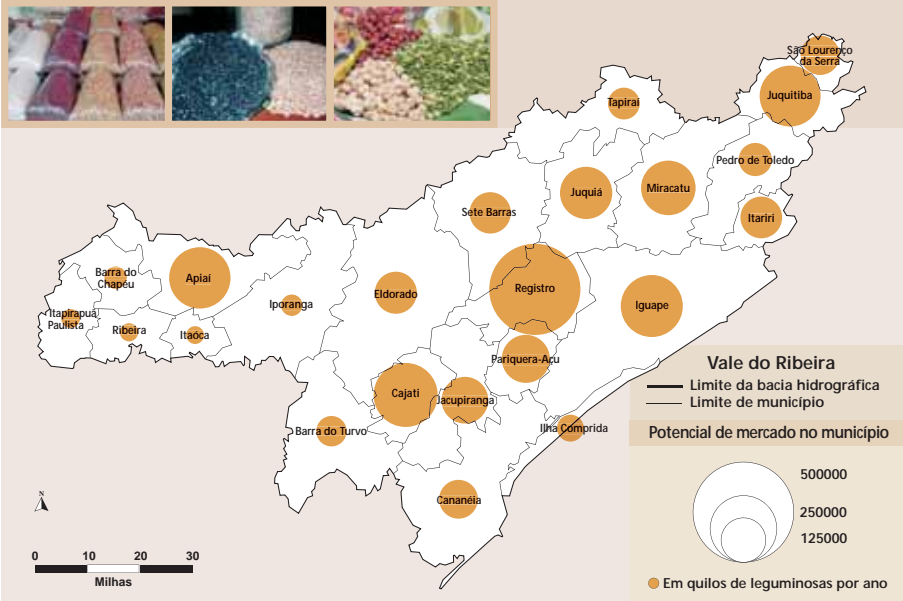 São Lourenço
da Serra
Juquitiba
Tapiraí
Pedro de Toledo
Juquiá
Miracatu
Sete Barras
Itariri
Barra do
Chapéu
Apiaí
Registro
Eldorado
Iporanga
Iguape
Itapirapuã
Paulista
Ribeira
Itaóca
Pariquera-Açu
Cajati
Jacupiranga
Barra do Turvo
Ilha Comprida
Cananéia
Vale do Ribeira
Limite da bacia hidrográfica
Limite de município
Potencial de mercado no município
500000
250000
125000
Em quilos de leguminosas por ano
N
0 10 20 30
Milhas